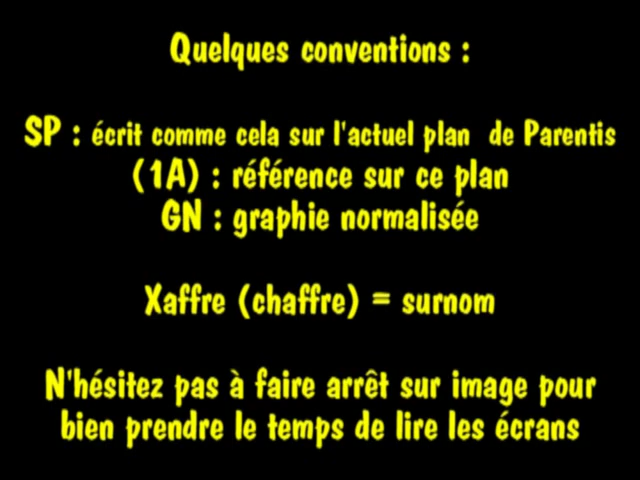 Quelques conventions :
SP : écrit comme cela sur l'actuel plan de Parentis
(1A) : référence sur ce plan
GN : graphie normalisée
Xaffre (chaffre) = surnom
N'hésitez pas à faire arrêt sur image pour
bien prendre le temps de lire les écrans